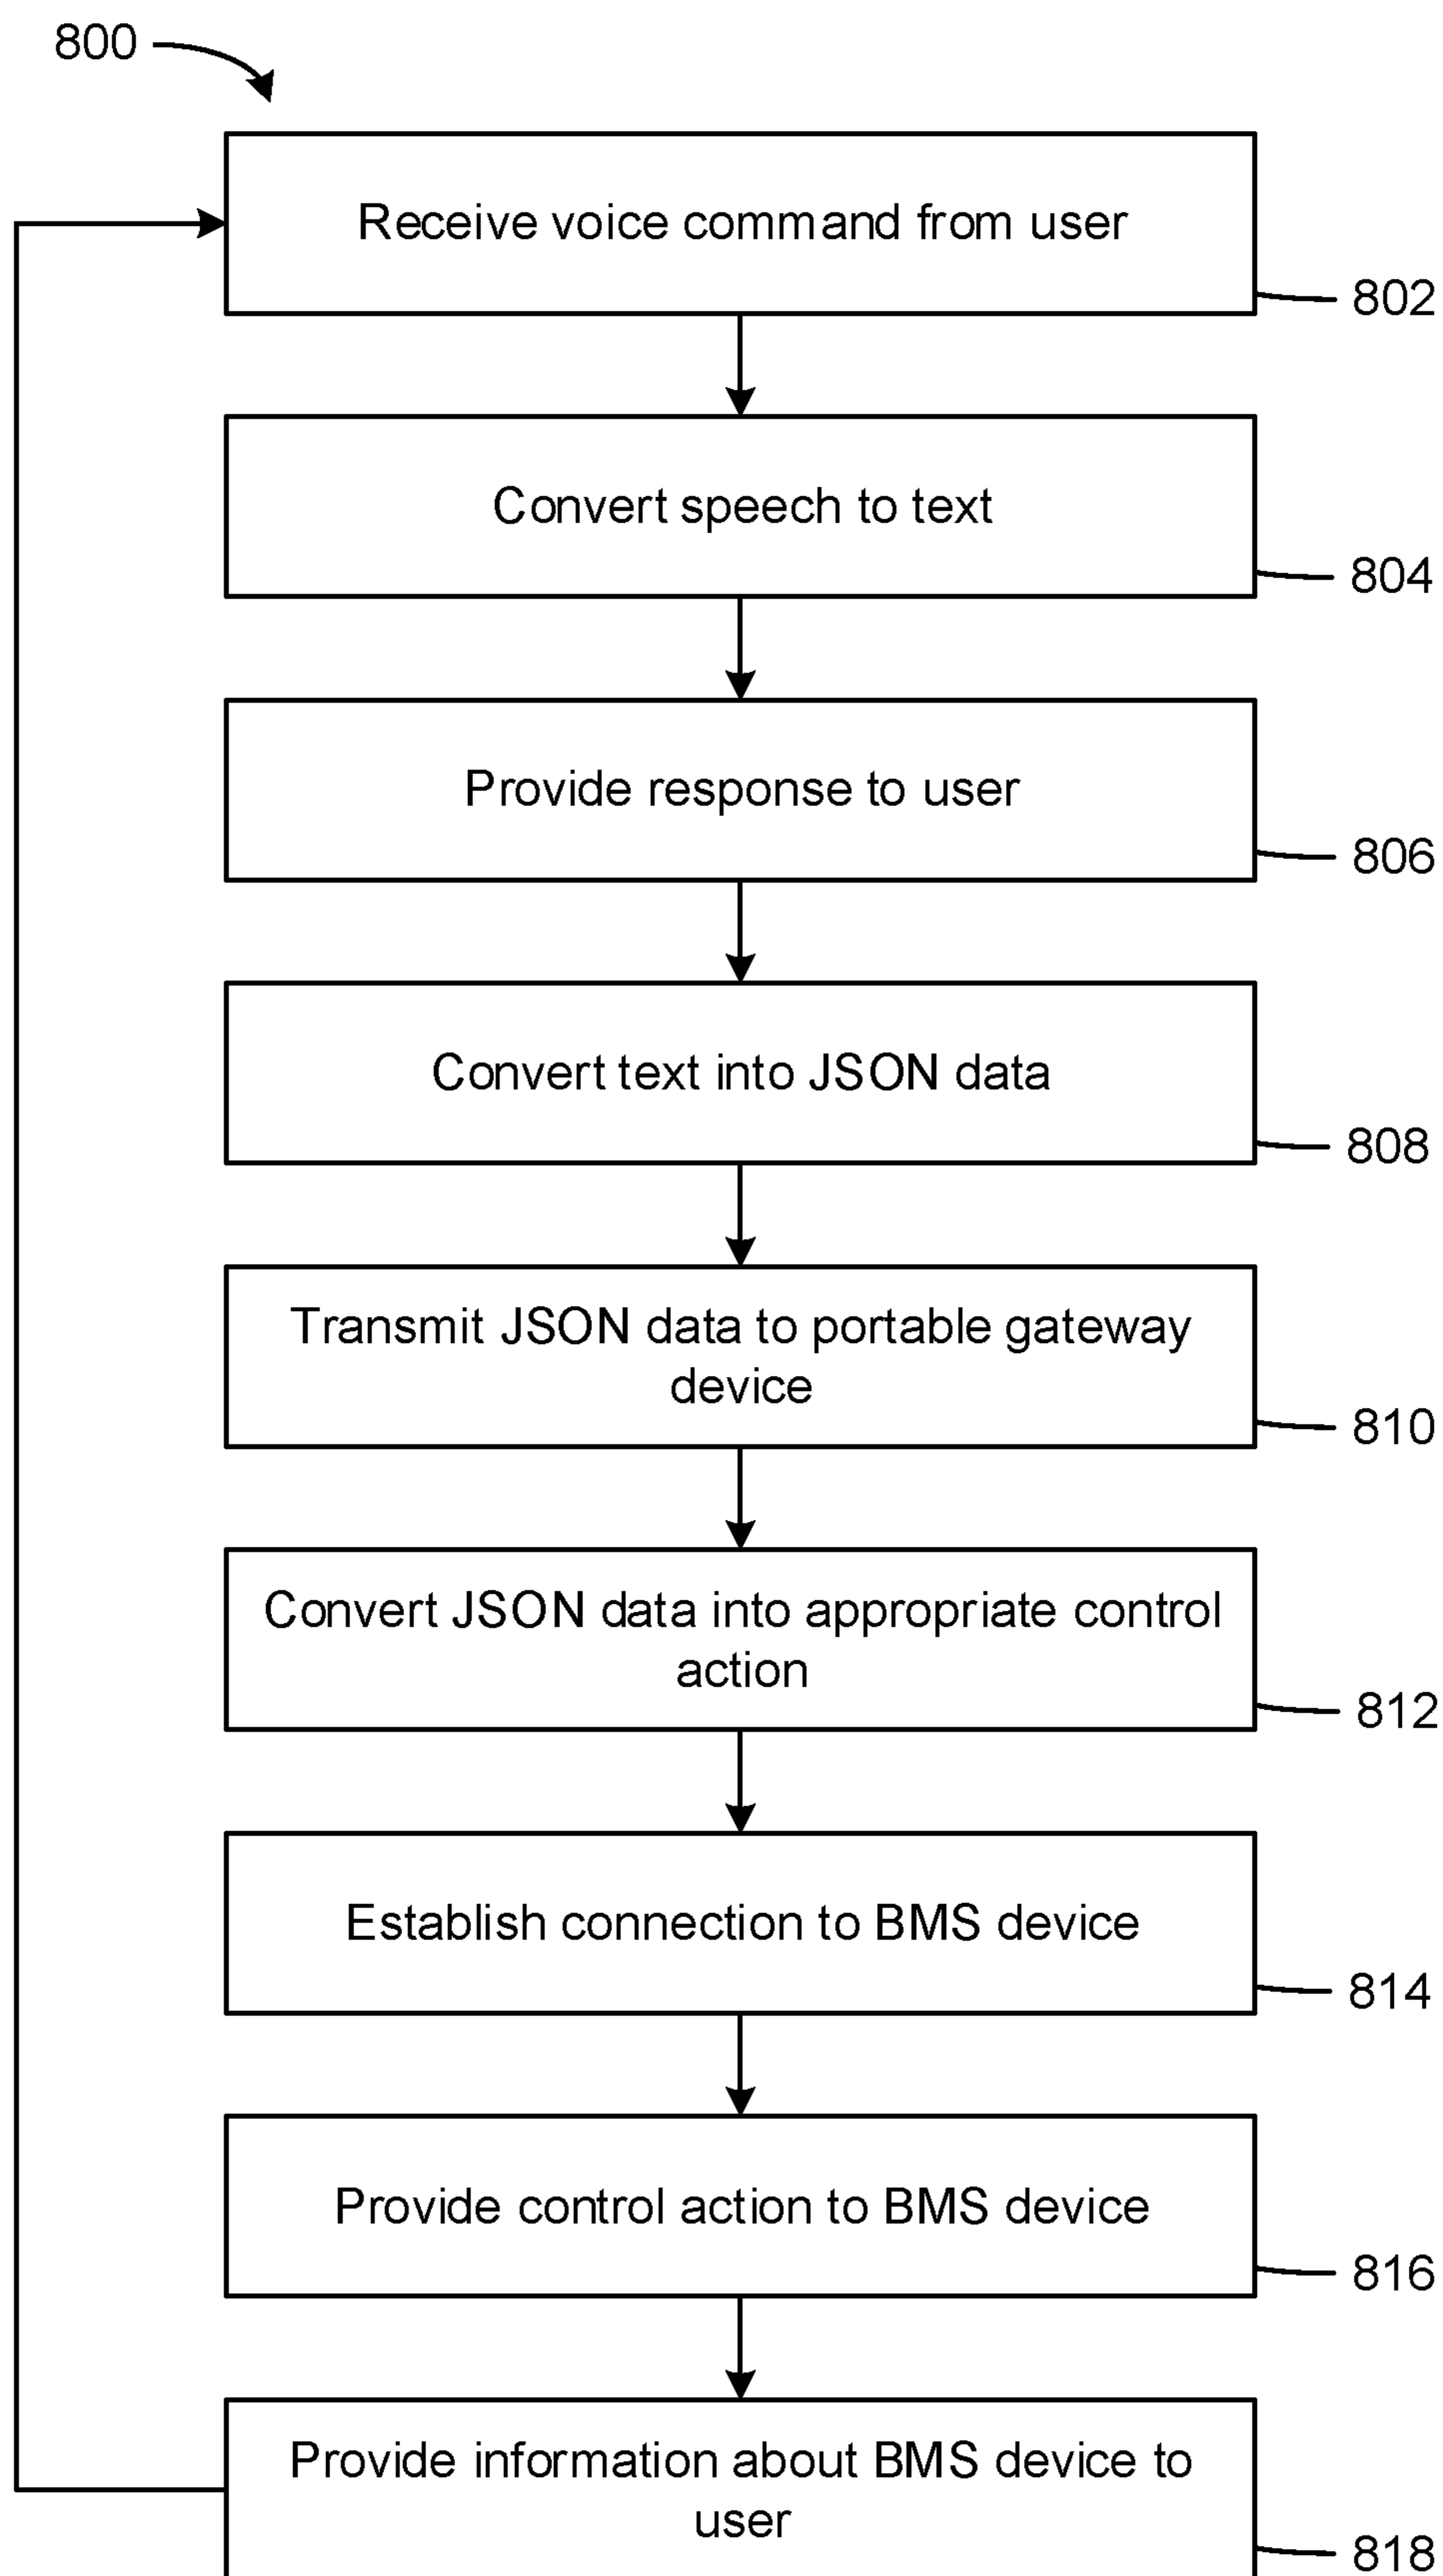 800
Receive voice command from user
802
Convert speech to text
804
Provide response to user
806
Convert text into JSON data
808
Transmit JSON data to portable gateway
device
810
Convert JSON data into appropriate control
action
812
Establish connection to BMS device
814
Provide control action to BMS device
816
Provide information about BMS device to
user
818